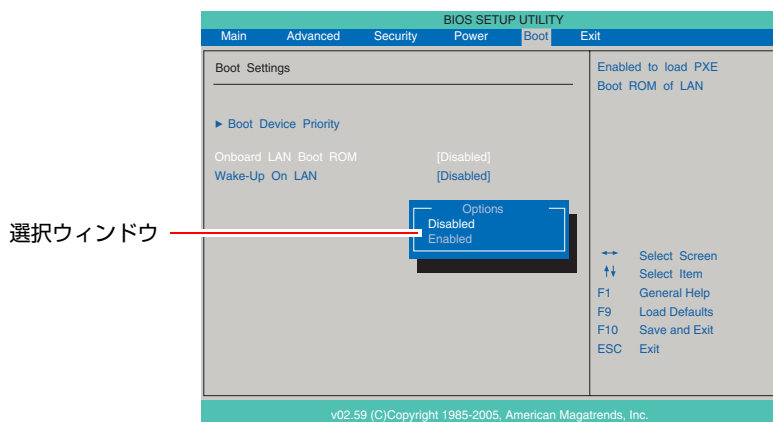 BIOS SETUP UTILITY
Main Advanced Security Power Boot Exit
Boot Settings
► Boot Device Priority
Onboard LAN Boot ROM [Disabled]
Wake-Up On LAN [Disabled]
Options
Disabled
Enabled
選択ウィンドウ
Enabled to load PXE
Boot ROM of LAN
↔ Select Screen
↑↓ Select Item
F1 General Help
F9 Load Defaults
F10 Save and Exit
ESC Exit
v02.59 (C)Copyright 1985-2005, American Magatrends, Inc.